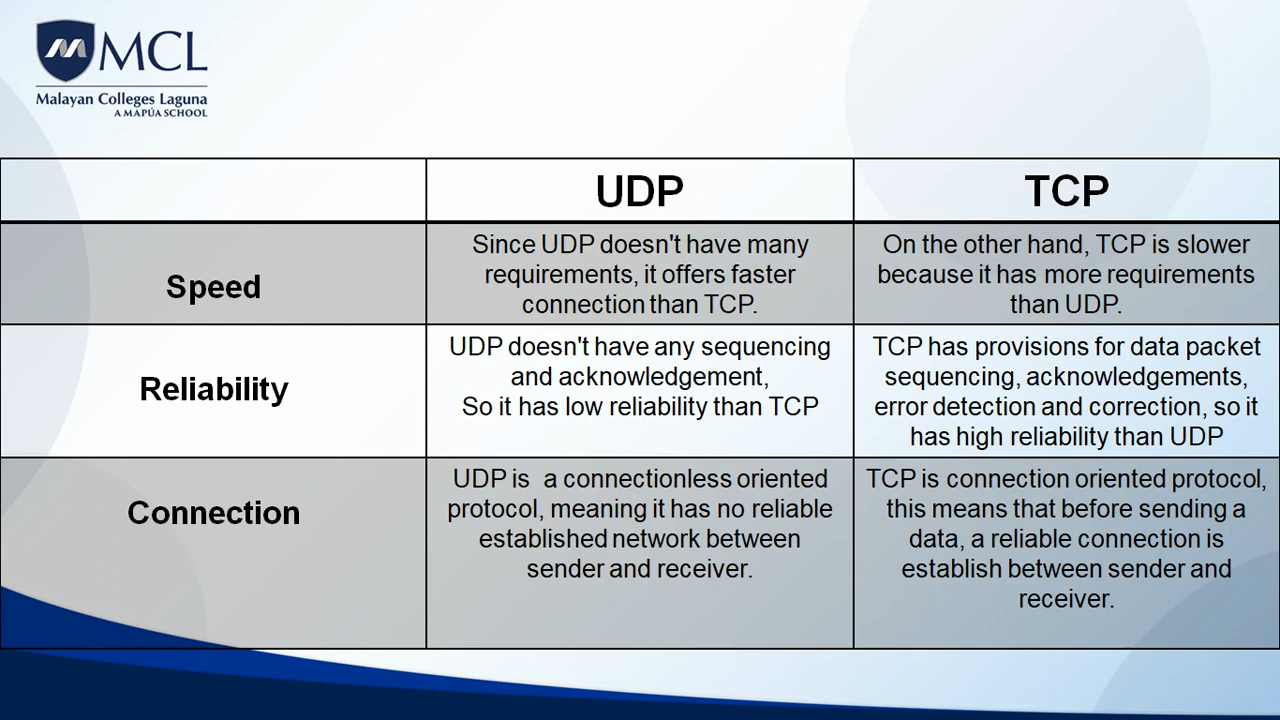 MCL
Malayan Colleges Laguna
A MAPÚA SCHOOL
UDP
TCP
Speed
Since UDP doesn't have many
requirements, it offers faster
connection than TCP.
On the other hand, TCP is slower
because it has more requirements
than UDP.
Reliability
UDP doesn't have any sequencing
and acknowledgement,
So it has low reliability than TCP
TCP has provisions for data packet
sequencing, acknowledgements,
error detection and correction, so it
has high reliability than UDP
Connection
UDP is  a connectionless oriented
protocol, meaning it has no reliable
established network between
sender and receiver.
TCP is connection oriented protocol,
this means that before sending a
data, a reliable connection is
establish between sender and
receiver.